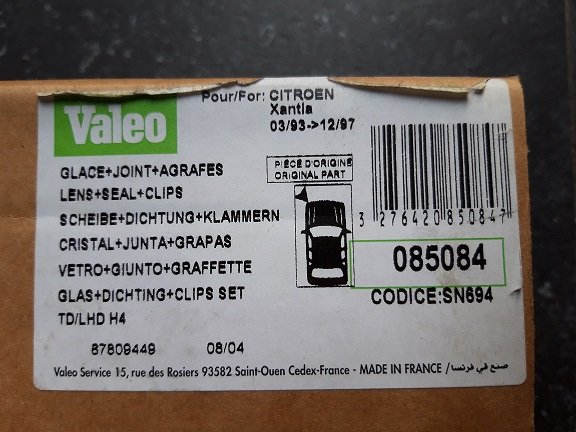 Valeo
Pour/For: CITROEN
Xantia
03/93->12/97
GLACE+JOINT+AGRAFES
LENS+SEAL+CLIPS
SCHEIBE+DICHTUNG+KLAMMERN
CRISTAL+JUNTA+GRAPAS
VETRO+GIUNTO+GRAFFETTE
GLAS+DICHTING+CLIPS SET
TD/LHD H4
87809449 08/04
PIÈCE D'ORIGINE
ORIGINAL PART
3 276420 850847
085084
CODICE:SN694
Valeo Service 15, rue des Rosiers 93582 Saint-Ouen Cedex-France - MADE IN FRANCE / صنع في فرنسا